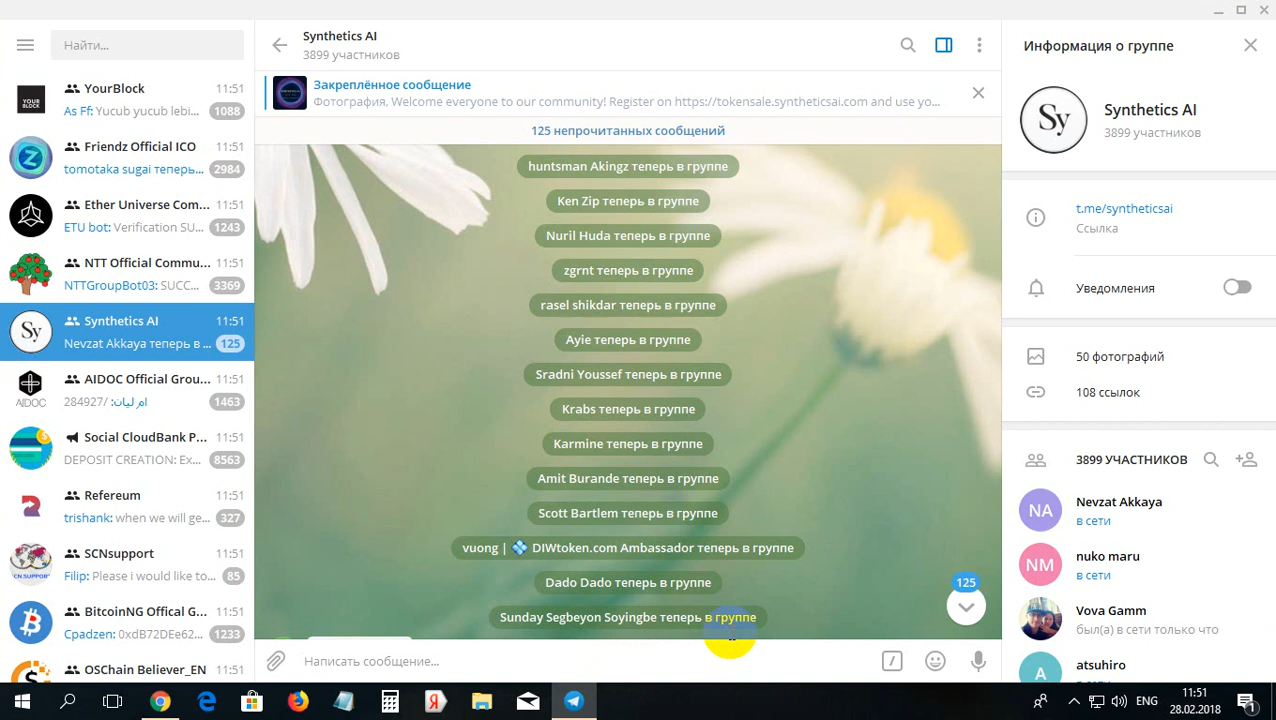 Найти...
YourBlock 11:51
As Ff: Yucub yucub lebi... 1088
Friendz Official ICO 11:51
tomotaka sugai теперь... 2984
Ether Universe Com... 11:51
ETU bot: Verification SU... 1243
NTT Official Commu... 11:51
NTTGroupBot03: SUCC... 3369
Synthetics AI 11:51
Nevzat Akkaya теперь в ... 125
AIDOC Official Grou... 11:51
284927/ :ام ليات 1463
Social CloudBank P... 11:51
DEPOSIT CREATION: Ex... 8563
Refereum 11:51
trishank: when we will ge... 327
SCNsupport 11:51
Filip: Please i would like to... 85
BitcoinNG Offical G... 11:51
Cpadzen: 0xdB72DEe62... 1233
OSChain Believer_EN 11:51
YOUR
BLOCK
AIDOC
Sy
CN.SUPPOR
Synthetics AI
3899 участников
Закреплённое сообщение
Фотография, Welcome everyone to our community! Register on https://tokensale.syntheticsai.com and use yo...
125 непрочитанных сообщений
huntsman Akingz теперь в группе
Ken Zip теперь в группе
Nuril Huda теперь в группе
zgrnt теперь в группе
rasel shikdar теперь в группе
Ayie теперь в группе
Sradni Youssef теперь в группе
Krabs теперь в группе
Karmine теперь в группе
Amit Burande теперь в группе
Scott Bartlem теперь в группе
vuong | 💠 DIWtoken.com Ambassador теперь в группе
Dado Dado теперь в группе
Sunday Segbeyon Soyingbe теперь в группе
125
Написать сообщение...
Информация о группе
Sy
Synthetics AI
3899 участников
t.me/syntheticsai
Ссылка
Уведомления
50 фотографий
108 ссылок
3899 УЧАСТНИКОВ
NA
Nevzat Akkaya
в сети
NM
nuko maru
в сети
Vova Gamm
был(а) в сети только что
A
atsuhiro
ENG
11:51
28.02.2018
1